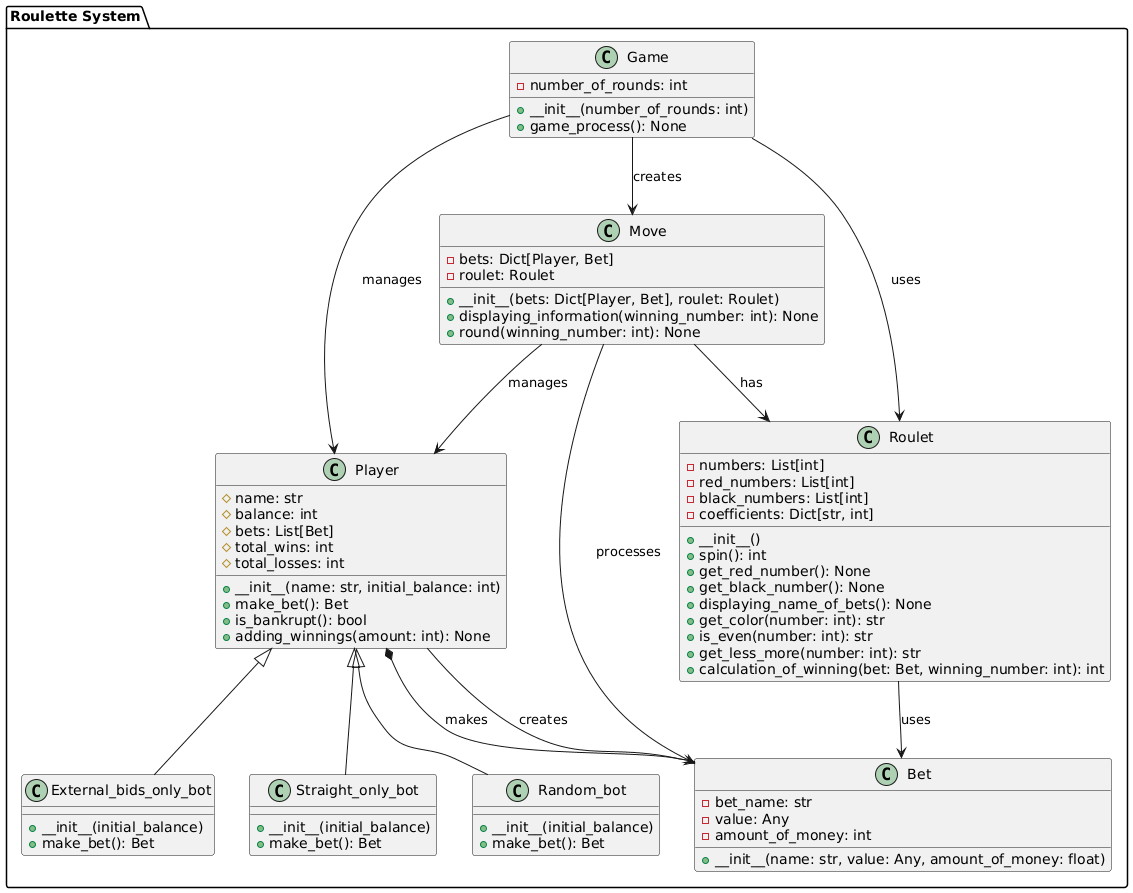 Roulette System
C Game
number_of_rounds: int
__init__(number_of_rounds: int)
game_process(): None
creates
manages
uses
C Move
bets: Dict[Player, Bet]
roulet: Roulet
__init__(bets: Dict[Player, Bet], roulet: Roulet)
displaying_information(winning_number: int): None
round(winning_number: int): None
manages
has
processes
C Player
name: str
balance: int
bets: List[Bet]
total_wins: int
total_losses: int
__init__(name: str, initial_balance: int)
make_bet(): Bet
is_bankrupt(): bool
adding_winnings(amount: int): None
C Roulet
numbers: List[int]
red_numbers: List[int]
black_numbers: List[int]
coefficients: Dict[str, int]
__init__()
spin(): int
get_red_number(): None
get_black_number(): None
displaying_name_of_bets(): None
get_color(number: int): str
is_even(number: int): str
get_less_more(number: int): str
calculation_of_winning(bet: Bet, winning_number: int): int
makes
creates
uses
C External_bids_only_bot
__init__(initial_balance)
make_bet(): Bet
C Straight_only_bot
__init__(initial_balance)
make_bet(): Bet
C Random_bot
__init__(initial_balance)
make_bet(): Bet
C Bet
bet_name: str
value: Any
amount_of_money: int
__init__(name: str, value: Any, amount_of_money: float)